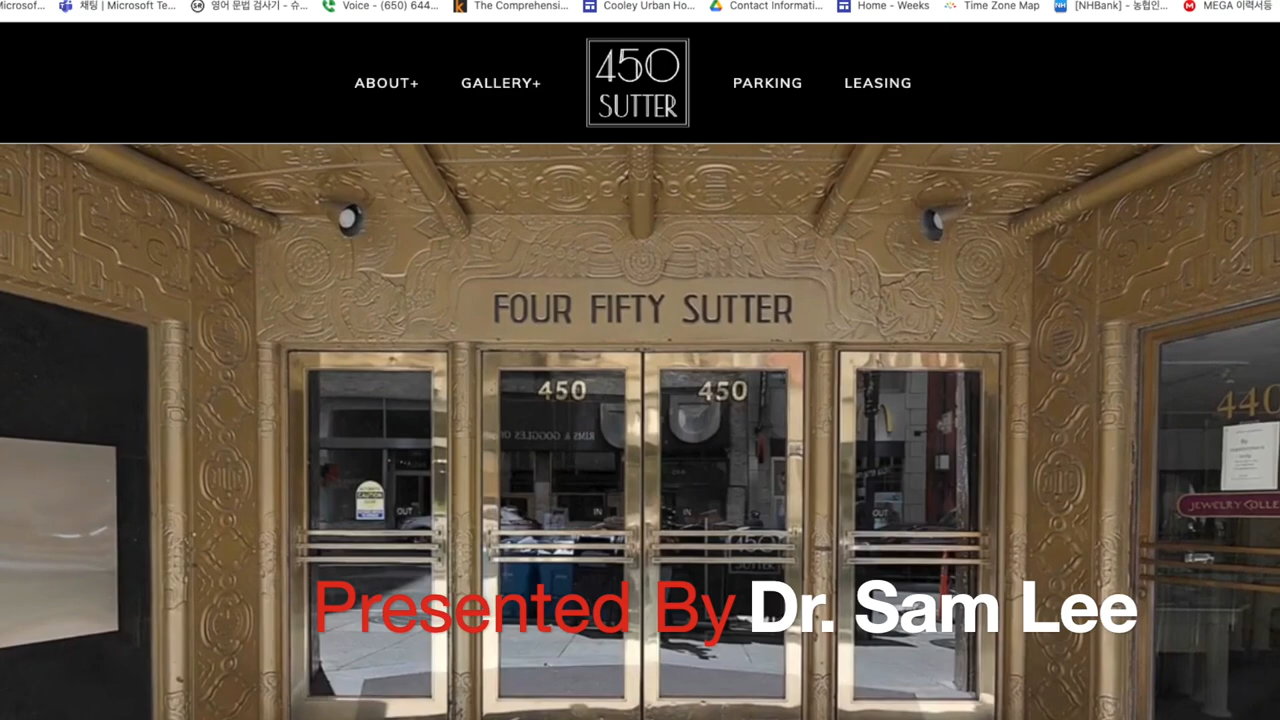 Microsof...
채팅 | Microsoft Te...
영어 문법 검사기 - 슈...
Voice - (650) 644...
The Comprehensi...
Cooley Urban Ho...
Contact Informati...
Home - Weeks
Time Zone Map
[NHBank] - 농협인...
MEGA 이력서등
ABOUT+
GALLERY+
450
SUTTER
PARKING
LEASING
FOUR FIFTY SUTTER
450
450
440
CAUTION
OUT
IN
IN
OUT
JEWELRY COLLE
450
SUTTER
Presented By Dr. Sam Lee